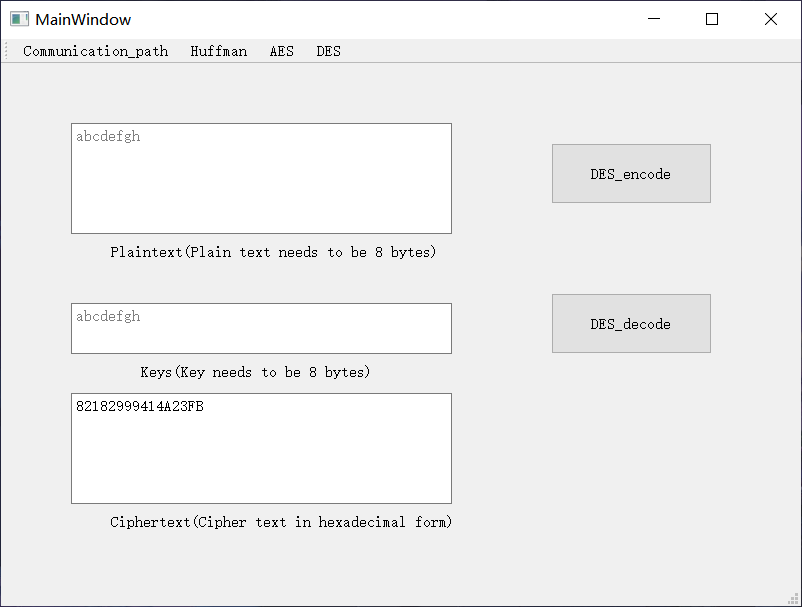 MainWindow
Communication_path Huffman AES DES
abcdefgh
DES_encode
Plaintext(Plain text needs to be 8 bytes)
abcdefgh
DES_decode
Keys(Key needs to be 8 bytes)
82182999414A23FB
Ciphertext(Cipher text in hexadecimal form)